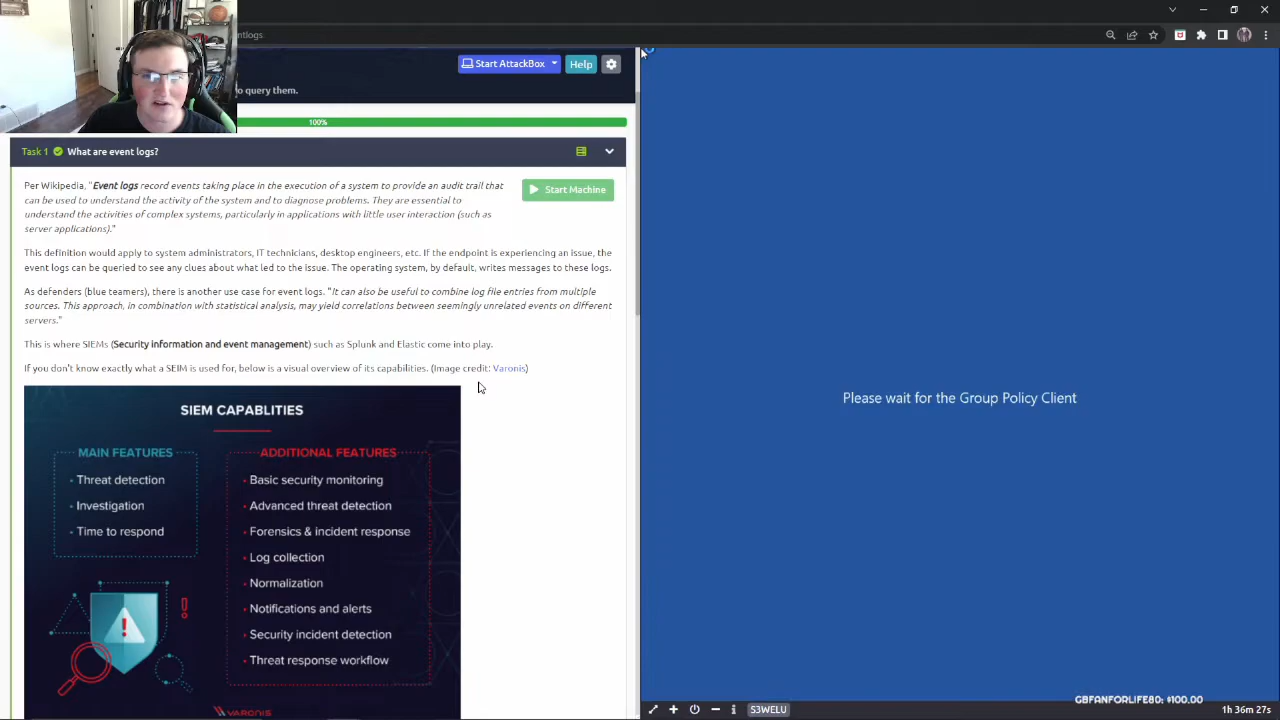 ntlogs
Start AttackBox
Help
o query them.
100%
Task 1 What are event logs?
Per Wikipedia, "Event logs record events taking place in the execution of a system to provide an audit trail that
can be used to understand the activity of the system and to diagnose problems. They are essential to
understand the activities of complex systems, particularly in applications with little user interaction (such as
server applications)."
Start Machine
This definition would apply to system administrators, IT technicians, desktop engineers, etc. If the endpoint is experiencing an issue, the
event logs can be queried to see any clues about what led to the issue. The operating system, by default, writes messages to these logs.
As defenders (blue teamers), there is another use case for event logs. "It can also be useful to combine log file entries from multiple
sources. This approach, in combination with statistical analysis, may yield correlations between seemingly unrelated events on different
servers."
This is where SIEMs (Security information and event management) such as Splunk and Elastic come into play.
If you don't know exactly what a SEIM is used for, below is a visual overview of its capabilities. (Image credit: Varonis)
SIEM CAPABLITIES
MAIN FEATURES
• Threat detection
• Investigation
• Time to respond
ADDITIONAL FEATURES
• Basic security monitoring
• Advanced threat detection
• Forensics & incident response
• Log collection
• Normalization
• Notifications and alerts
• Security incident detection
• Threat response workflow
VARONIS
Please wait for the Group Policy Client
GBFANFORLIFE80: $100.00
S3WELU
1h 36m 27s